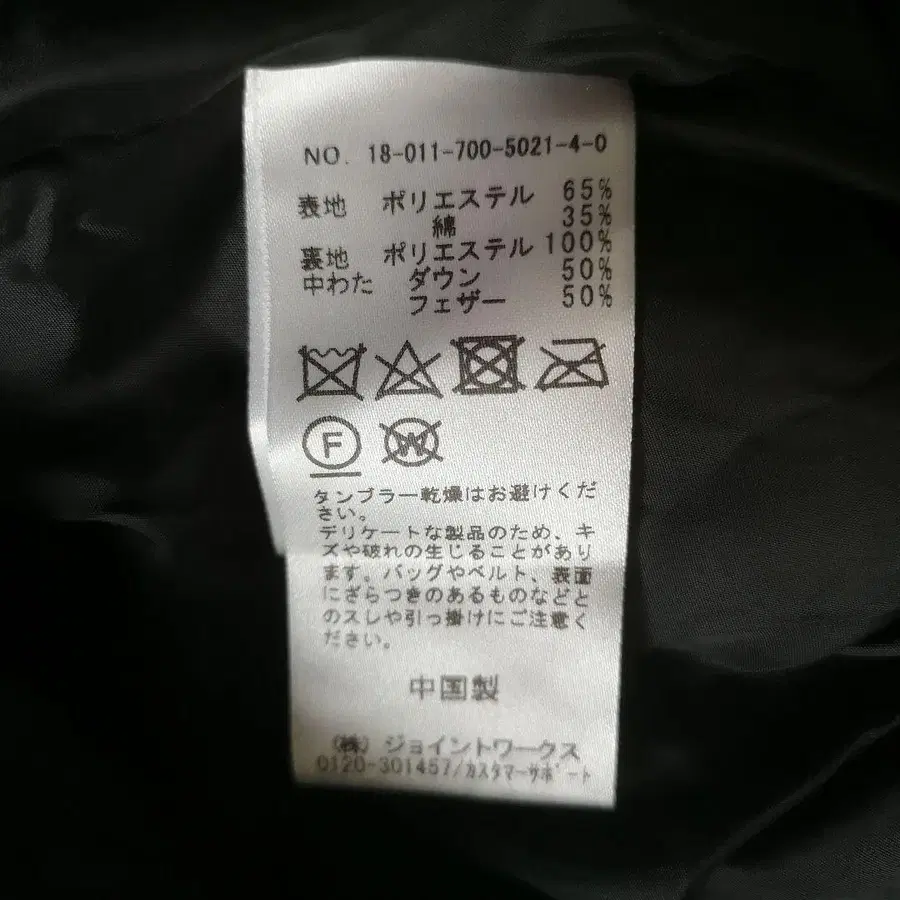 NO. 18-011-700-5021-4-0
表地 ポリエステル 65%
綿 35%
裏地 ポリエステル 100%
中わた ダウン 50%
フェザー 50%
F W
タンブラー乾燥はお避けくだ
さい。
デリケートな製品のため、キ
ズや破れの生じることがあり
ます。バッグやベルト、表面
にざらつきのあるものなどと
のスレや引っ掛けにご注意く
ださい。
中国製
(株)ジョイントワークス
0120-301457/カスタマーサポート